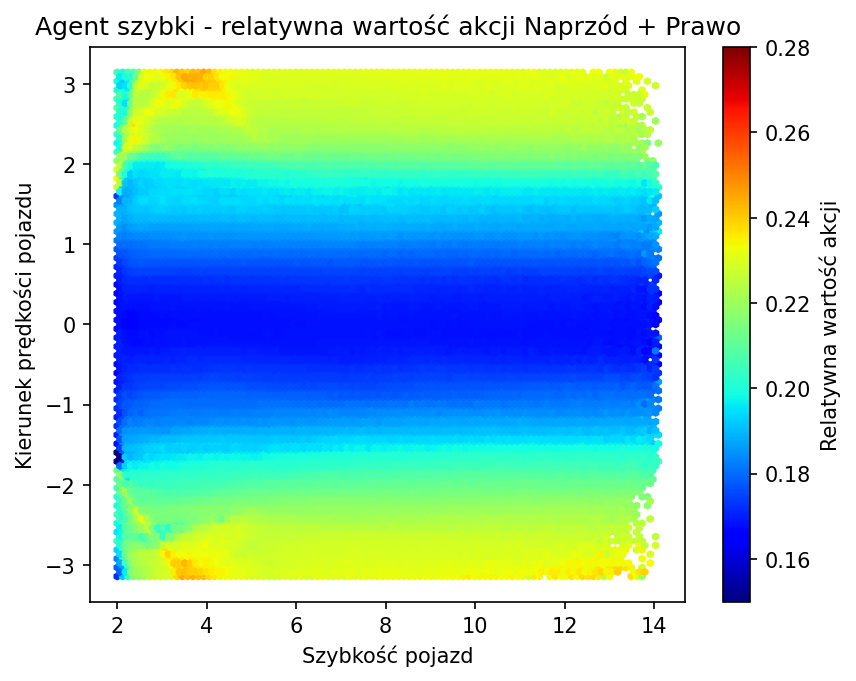 Agent szybki - relatywna wartość akcji Naprzód + Prawo
Kierunek prędkości pojazdu
3
2
1
0
−1
−2
−3
2 4 6 8 10 12 14
Szybkość pojazd
0.28
0.26
0.24
0.22
0.20
0.18
0.16
Relatywna wartość akcji